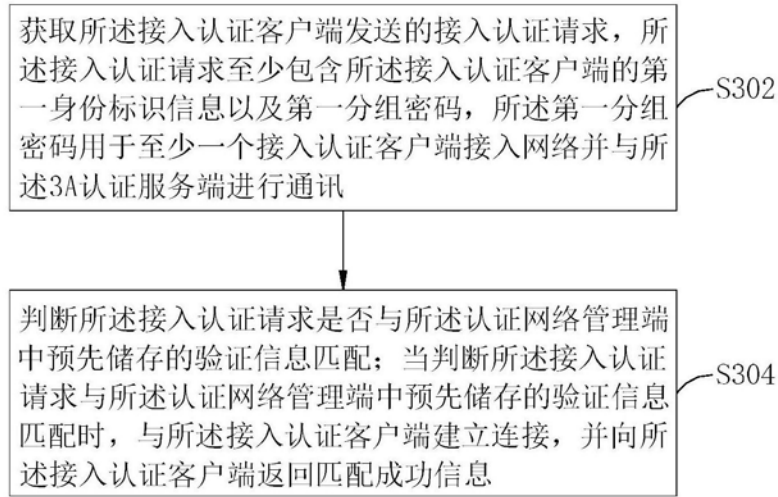 获取所述接入认证客户端发送的接入认证请求，所
述接入认证请求至少包含所述接入认证客户端的第
一身份标识信息以及第一分组密码，所述第一分组
密码用于至少一个接入认证客户端接入网络并与所
述3A认证服务端进行通讯
S302
判断所述接入认证请求是否与所述认证网络管理端
中预先储存的验证信息匹配；当判断所述接入认证
请求与所述认证网络管理端中预先储存的验证信息
匹配时，与所述接入认证客户端建立连接，并向所
述接入认证客户端返回匹配成功信息
S304